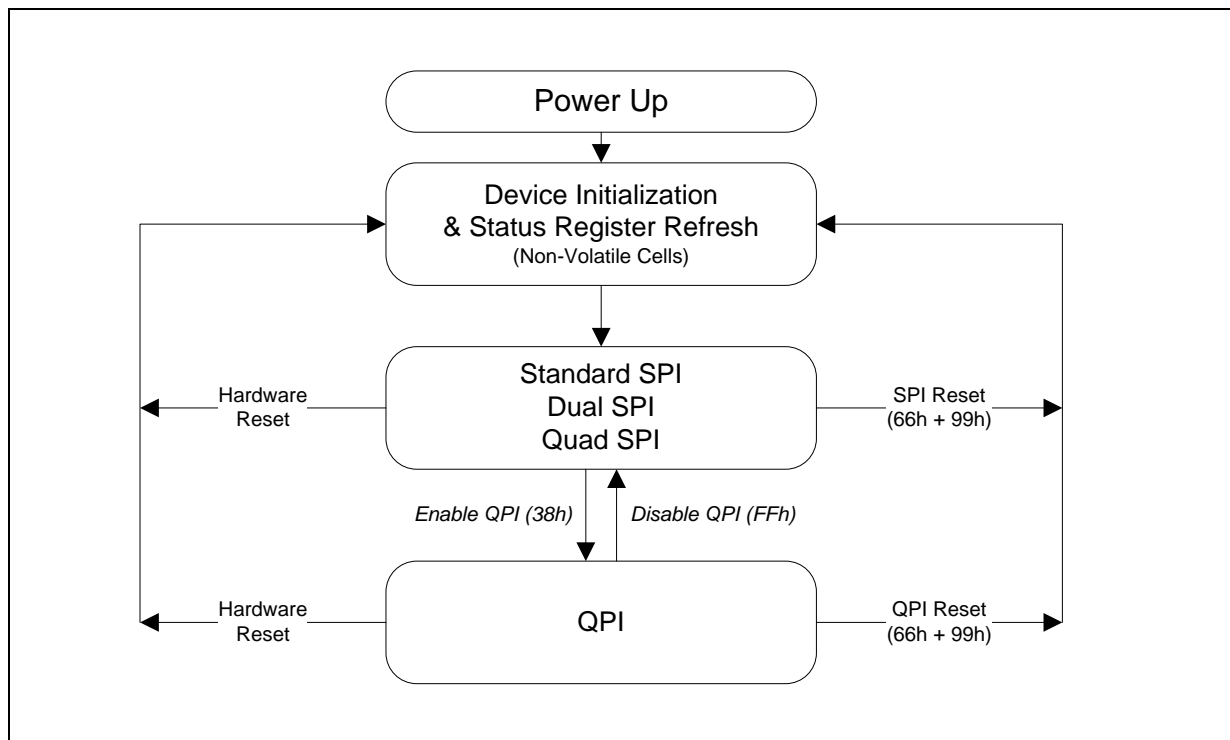 Power Up
Device Initialization
& Status Register Refresh
(Non-Volatile Cells)
Standard SPI
Dual SPI
Quad SPI
Hardware
Reset
SPI Reset
(66h + 99h)
Enable QPI (38h)
Disable QPI (FFh)
Hardware
Reset
QPI
QPI Reset
(66h + 99h)